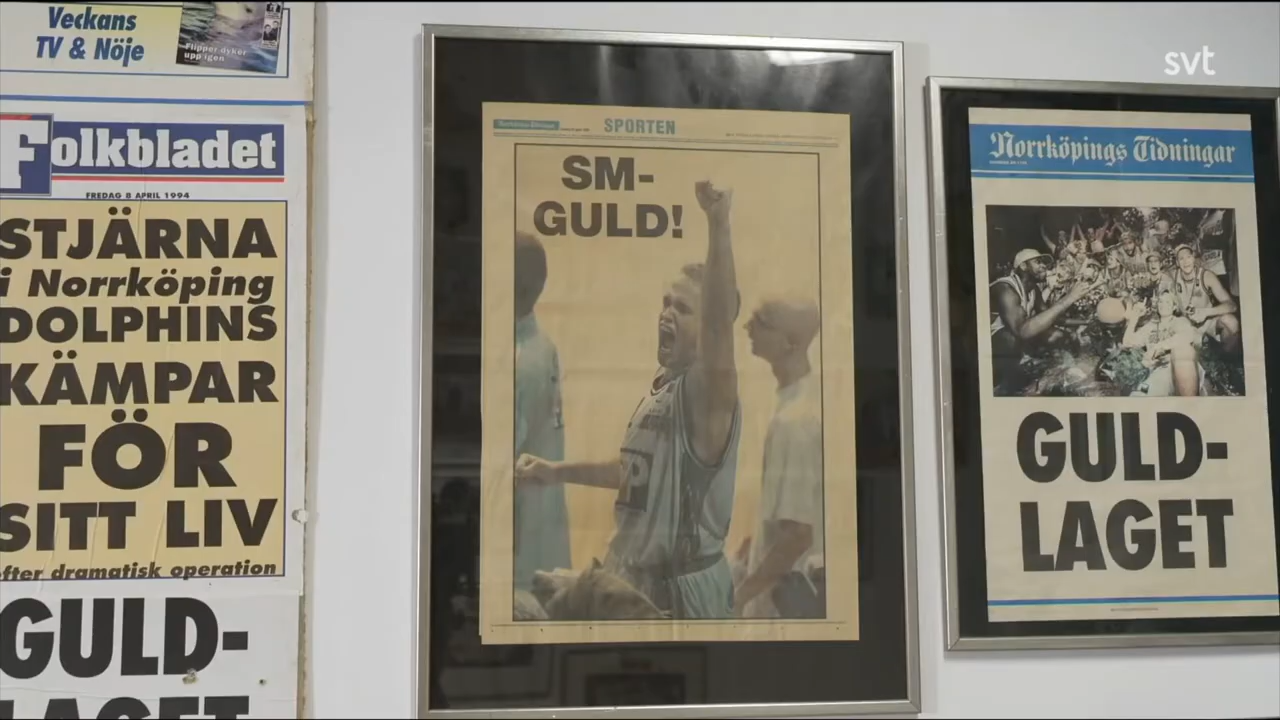 Veckans
TV & Nöje
Flipper dyker
upp igen
Folkbladet
FREDAG 8 APRIL 1994
STJÄRNA
i Norrköping
DOLPHINS
KÄMPAR
FÖR
SITT LIV
efter dramatisk operation
GULD-
LAGET
SPORTEN
SM-
GULD!
Norrköpings Tidningar
GULD-
LAGET
svt